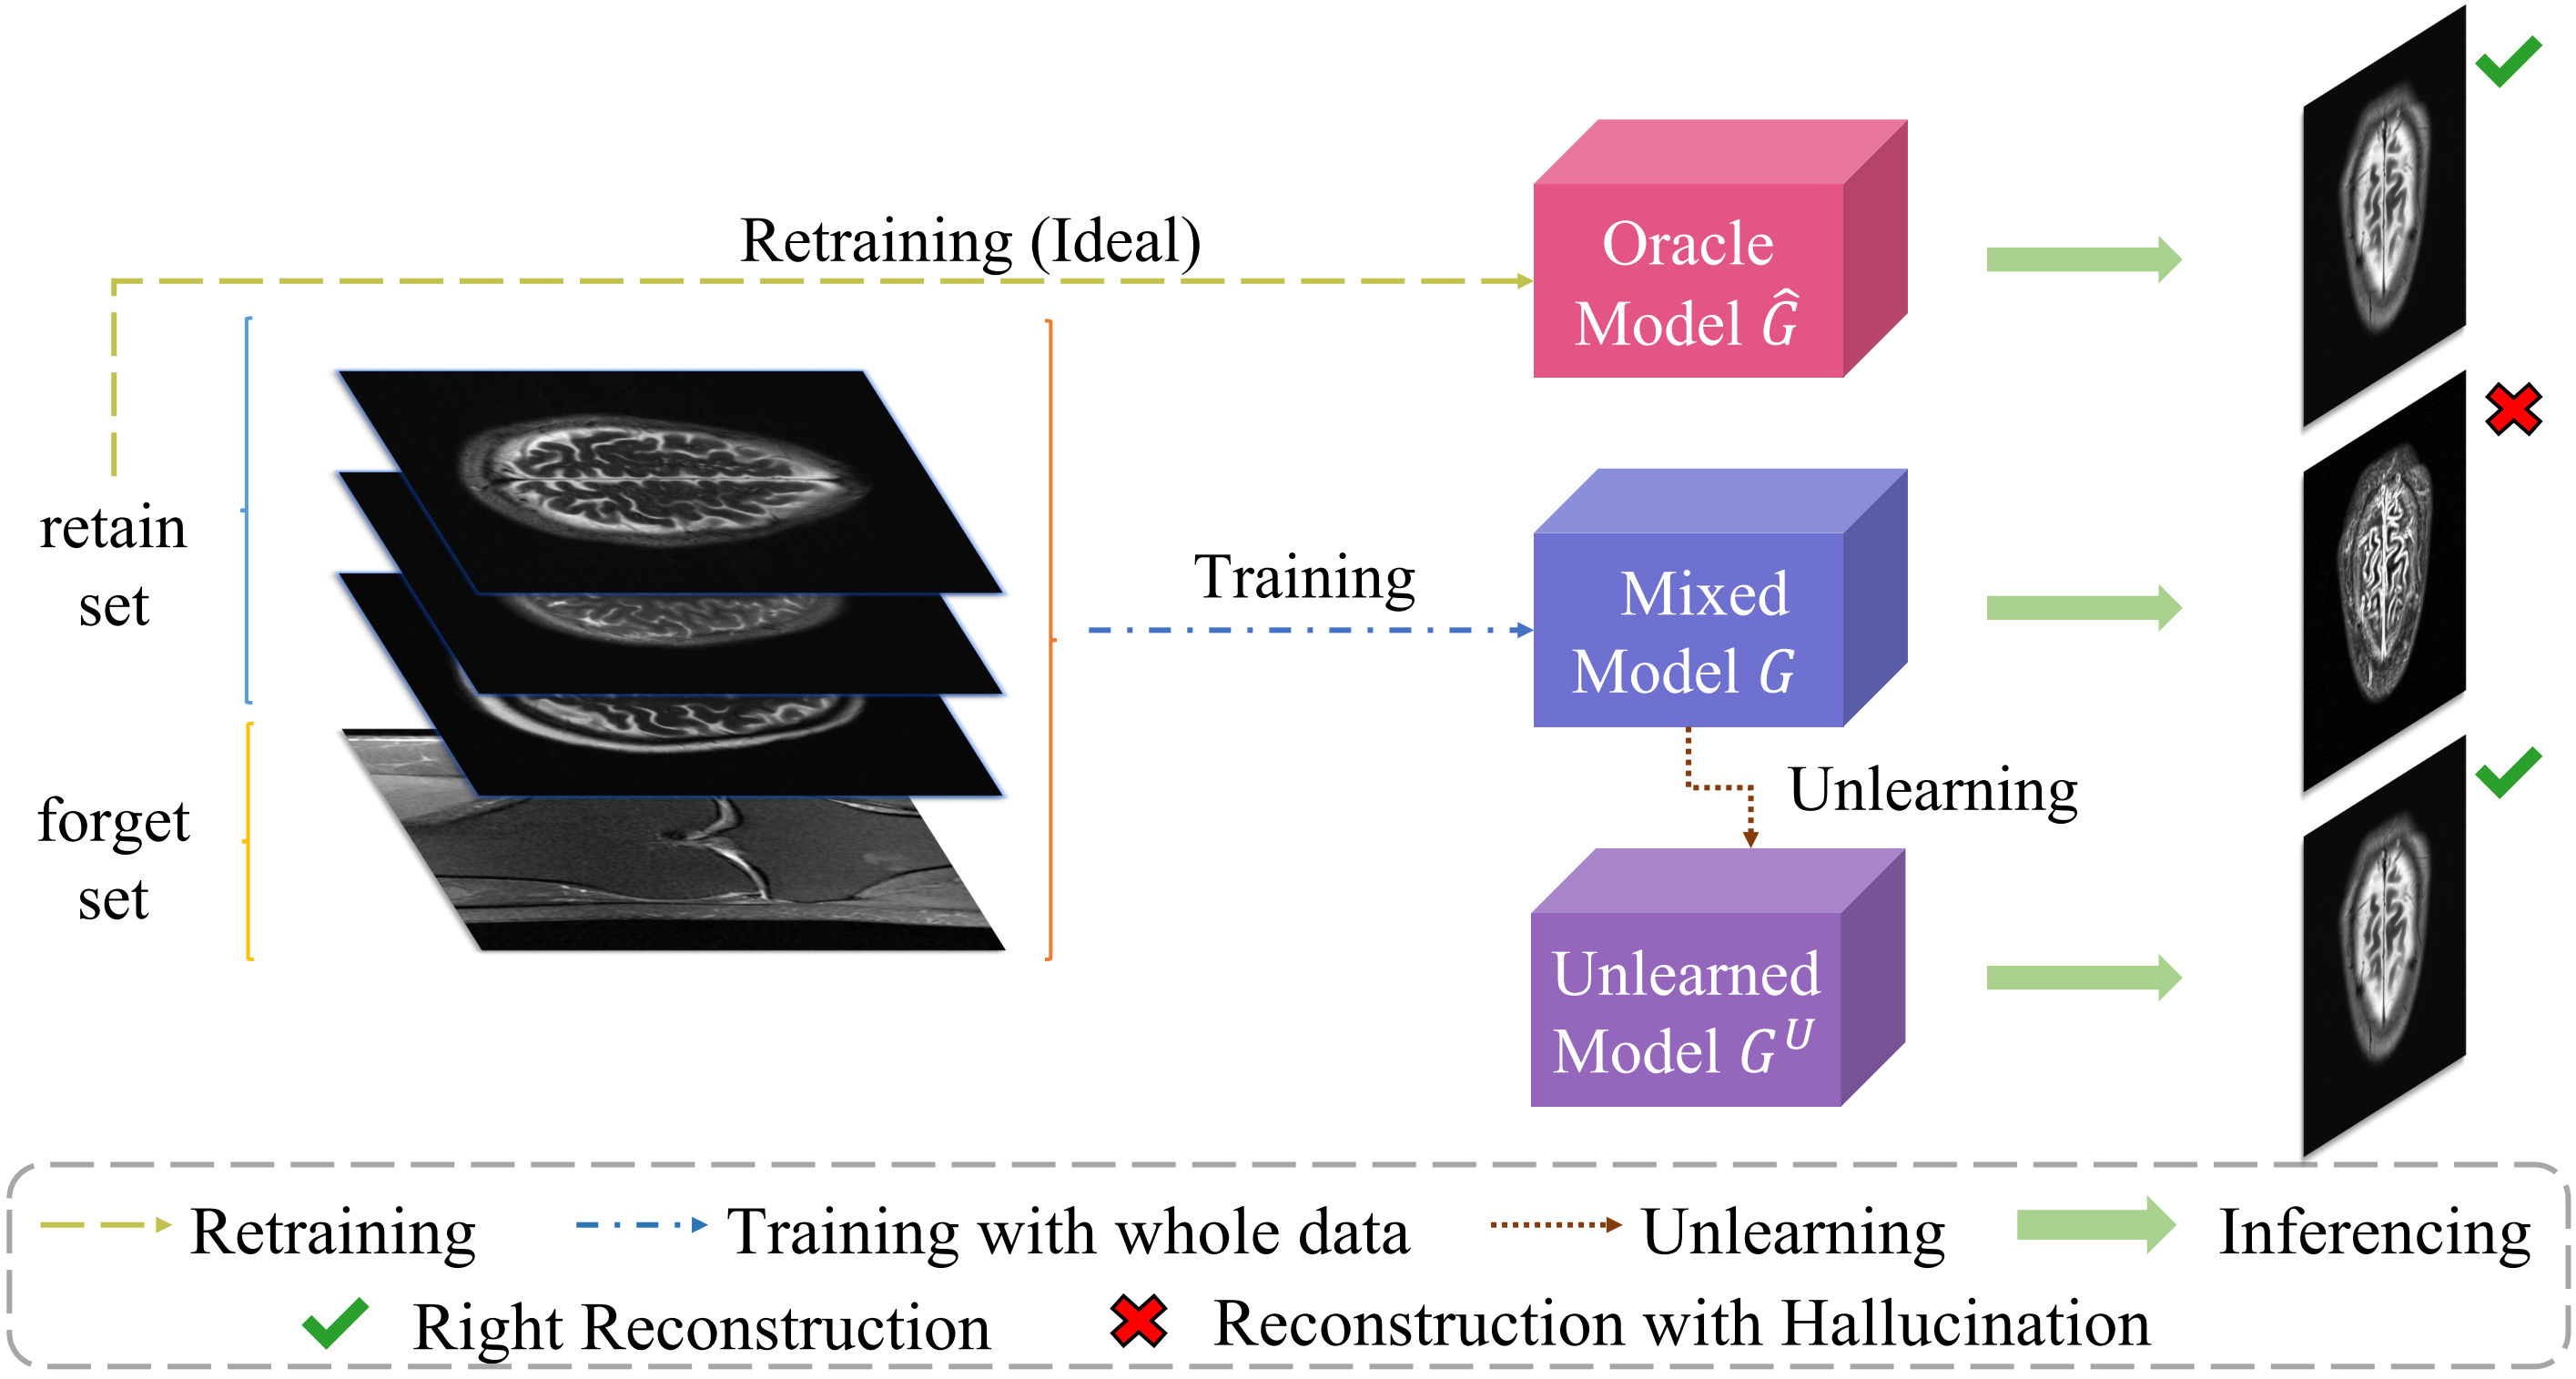 Retraining (Ideal)
Oracle
Model Ĝ
retain
set
Training
Mixed
Model G
forget
set
Unlearning
Unlearned
Model G^U
Retraining
Training with whole data
Unlearning
Inferencing
Right Reconstruction
Reconstruction with Hallucination